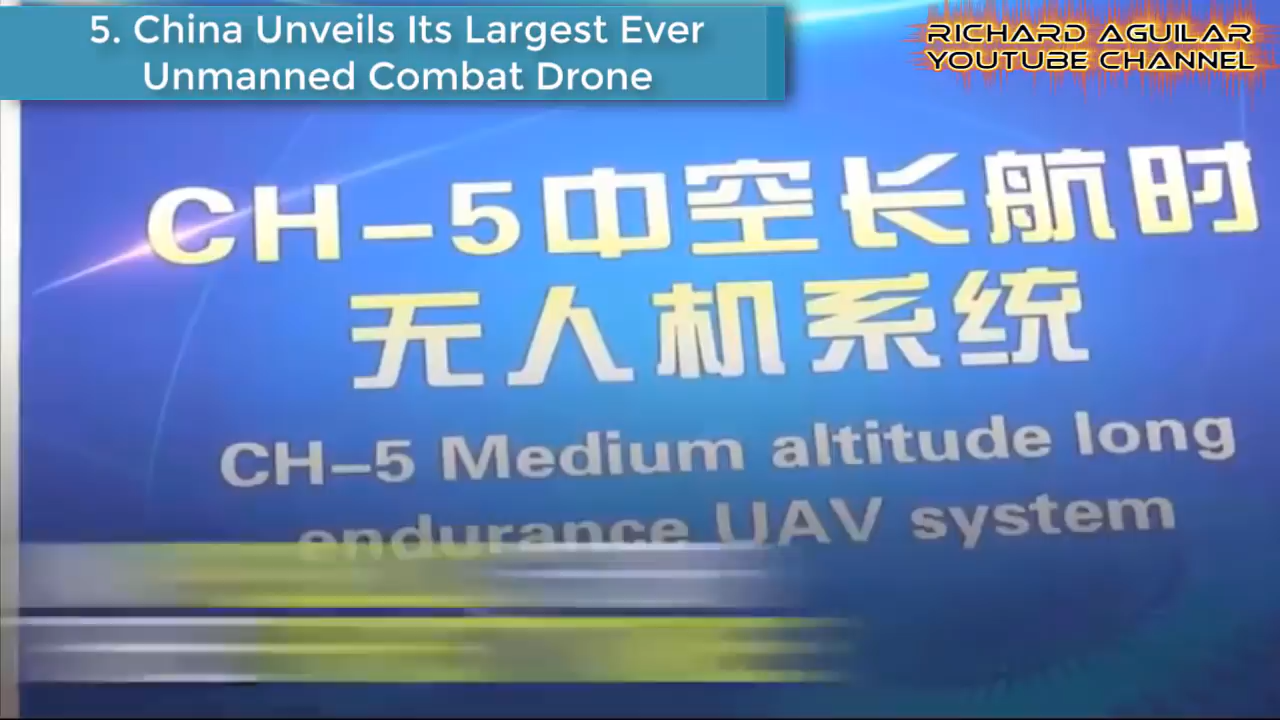 5. China Unveils Its Largest Ever
Unmanned Combat Drone
RICHARD AGUILAR
YOUTUBE CHANNEL
CH-5中空长航时
无人机系统
CH-5 Medium altitude long
endurance UAV system